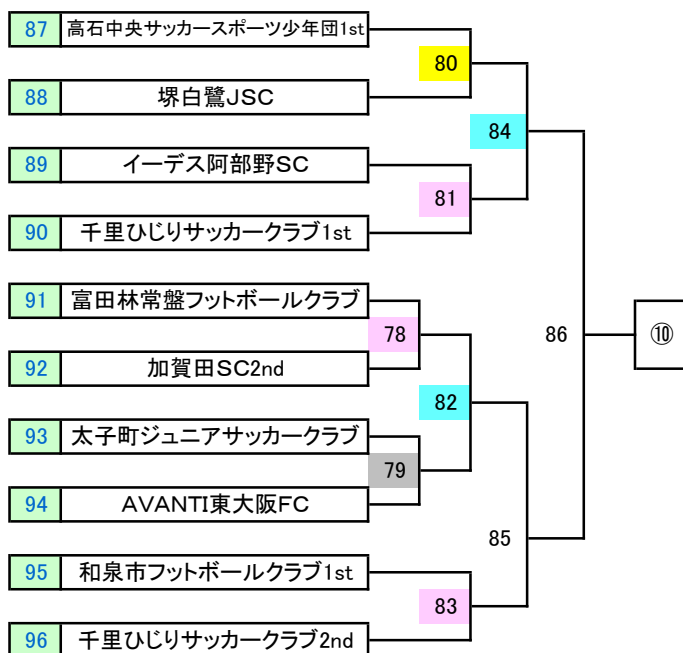 87 高石中央サッカースポーツ少年団1st
80
88 堺白鷺JSC
84
89 イーデス阿部野SC
81
90 千里ひじりサッカークラブ1st
91 富田林常盤フットボールクラブ
78
86
⑩
92 加賀田SC2nd
82
93 太子町ジュニアサッカークラブ
79
94 AVANTI東大阪FC
85
95 和泉市フットボールクラブ1st
83
96 千里ひじりサッカークラブ2nd